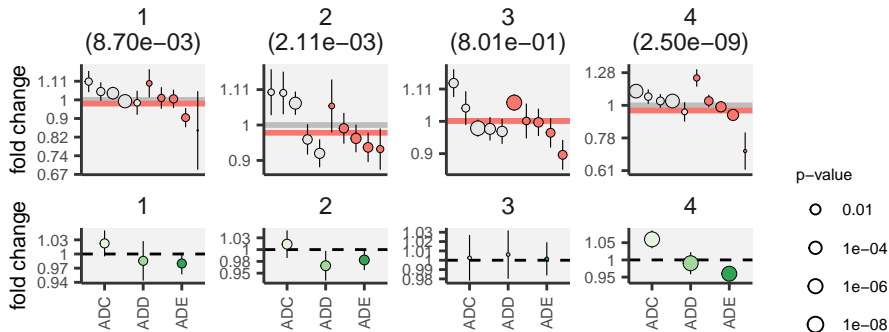 1 2 3 4
(8.70e−03) (2.11e−03) (8.01e−01) (2.50e−09)
fold change
1.11
1
0.9
0.82
0.74
0.67
1.11
1
0.9
1.11
1
0.9
1.28
1
0.78
0.61
1 2 3 4
fold change
1.03
1
0.97
0.94
1.03
1
0.98
0.95
1.03
1.02
1
0.99
0.98
1.05
1
0.95
ADC ADD ADE
ADC ADD ADE
ADC ADD ADE
ADC ADD ADE
p−value
0.01
1e−04
1e−06
1e−08